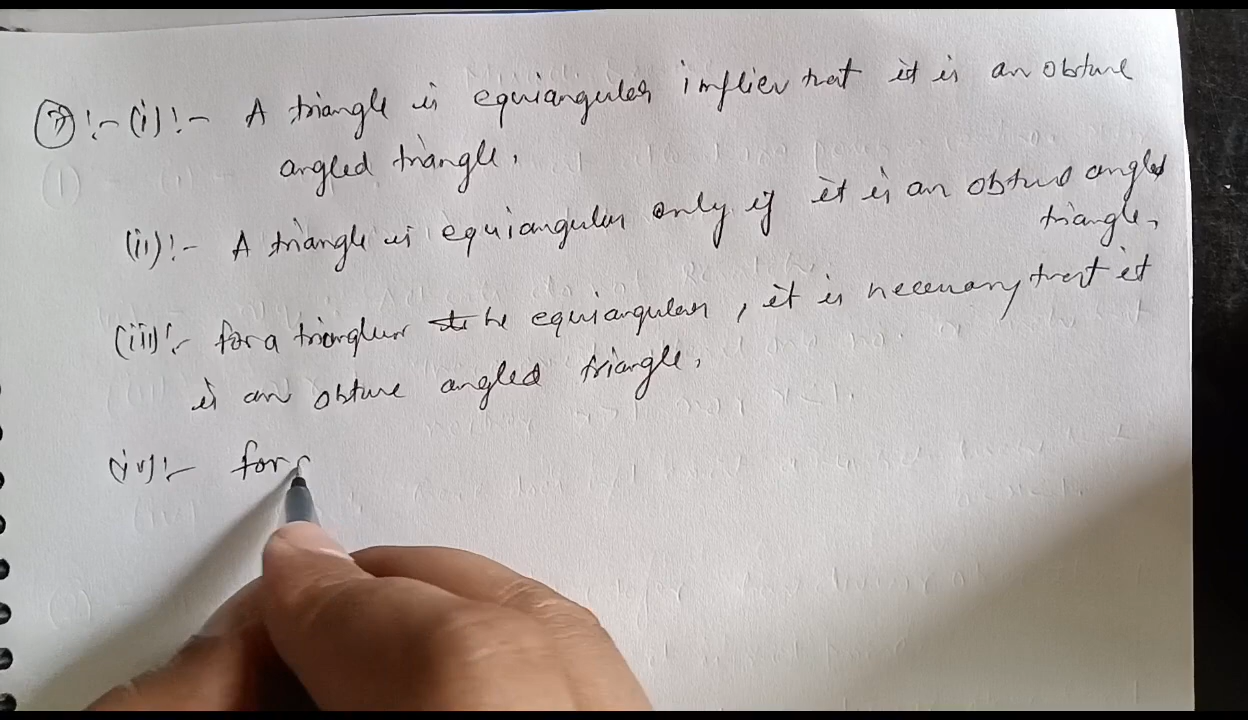 (7):- (i):- A triangle is equiangular implies that it is an obtuse
angled triangle.
(ii):- A triangle is equiangular only if it is an obtuse angled
triangle.
(iii):- for a triangler to be equiangular, it is necessary that it
is an obtuse angled triangle.
(iv):- for a